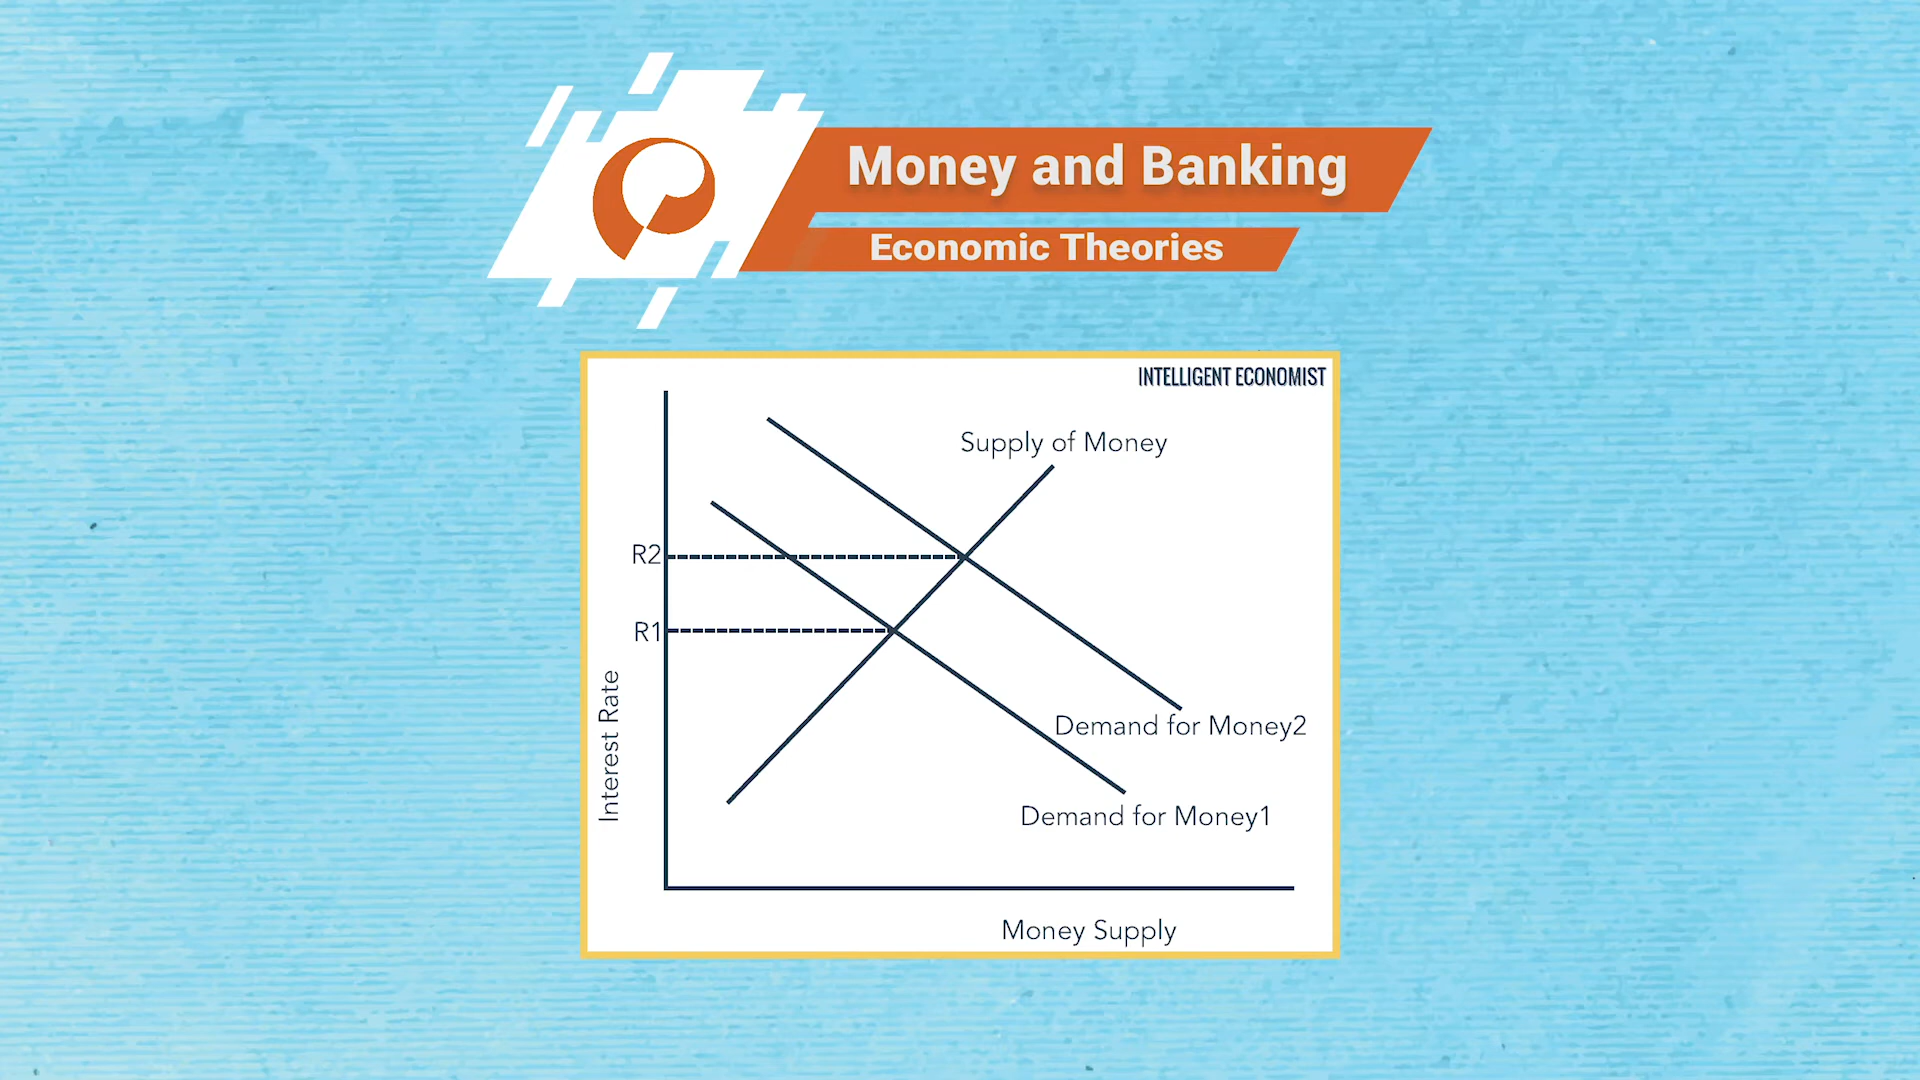 Money and Banking
Economic Theories
INTELLIGENT ECONOMIST
Supply of Money
R2
R1
Interest Rate
Demand for Money2
Demand for Money1
Money Supply